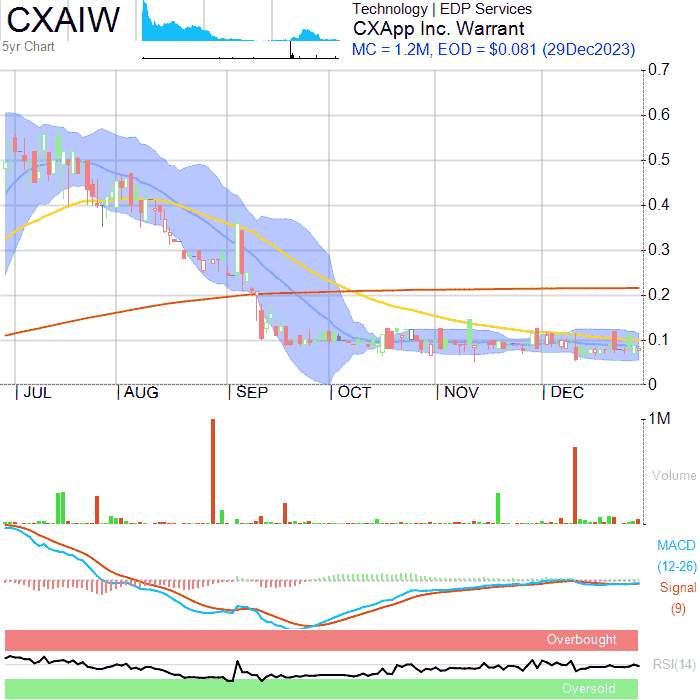 CXAIW
5yr Chart
Technology | EDP Services
CXApp Inc. Warrant
MC = 1.2M, EOD = $0.081 (29Dec2023)
0.7
0.6
0.5
0.4
0.3
0.2
0.1
0
JUL AUG SEP OCT NOV DEC
1M
Volume
MACD
(12-26)
Signal
(9)
Overbought
RSI(14)
Oversold